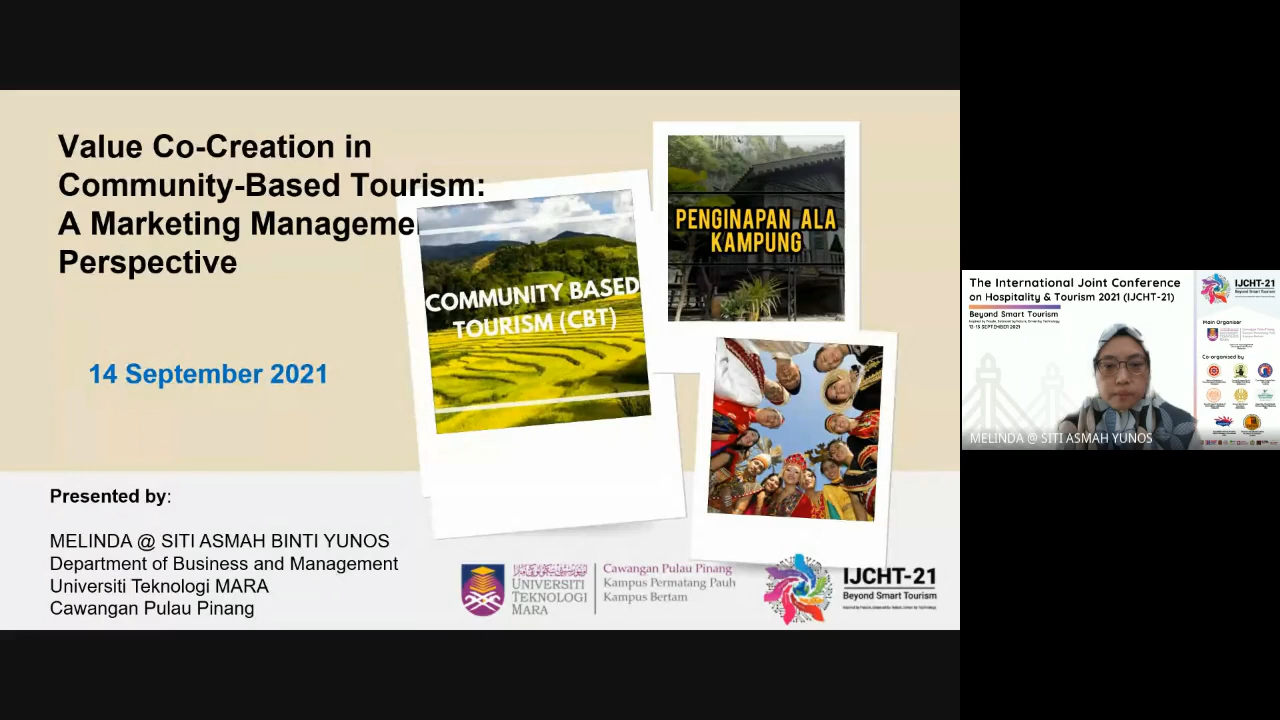 Value Co-Creation in
Community-Based Tourism:
A Marketing Manageme
Perspective
14 September 2021
COMMUNITY BASED
TOURISM (CBT)
PENGINAPAN ALA
KAMPUNG
Presented by:
MELINDA @ SITI ASMAH BINTI YUNOS
Department of Business and Management
Universiti Teknologi MARA
Cawangan Pulau Pinang
UNIVERSITI
TEKNOLOGI
MARA
Cawangan Pulau Pinang
Kampus Permatang Pauh
Kampus Bertam
IJCHT-21
Beyond Smart Tourism
The International Joint Conference
on Hospitality & Tourism 2021 (IJCHT-21)
Beyond Smart Tourism
IJCHT-21
Beyond Smart Tourism
Main Organiser
Co-organised by
MELINDA @ SITI ASMAH YUNOS